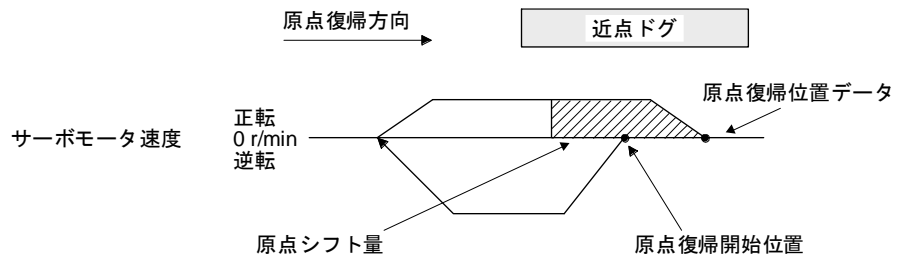 原点復帰方向
近点ドグ
原点復帰位置データ
正転
サーボモータ速度
0 r/min
逆転
原点シフト量
原点復帰開始位置